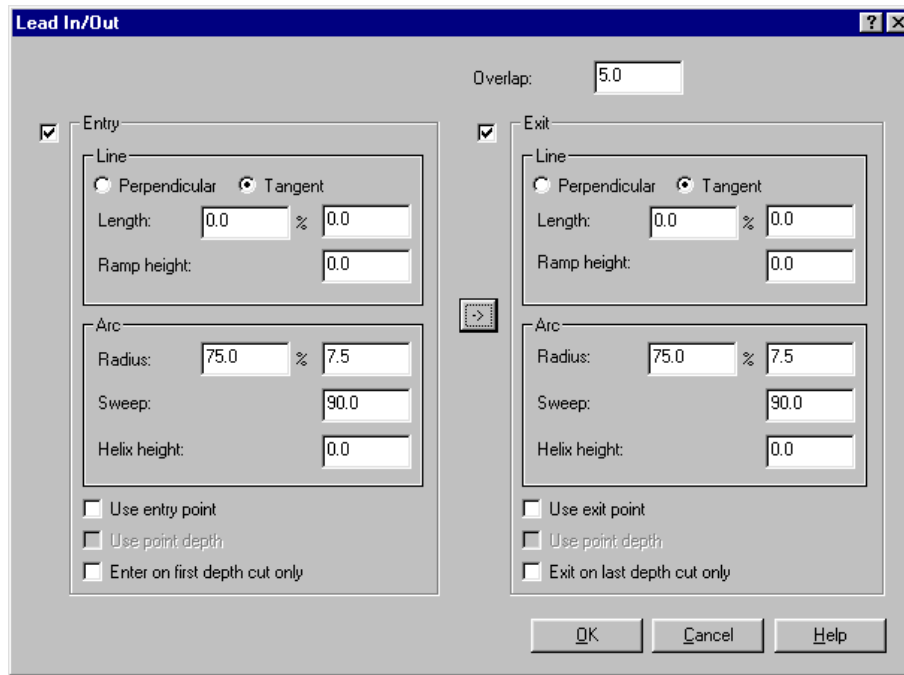 Lead In/Out
Overlap: 5.0
Entry
Line
Perpendicular Tangent
Length: 0.0 % 0.0
Ramp height: 0.0
Arc
Radius: 75.0 % 7.5
Sweep: 90.0
Helix height: 0.0
Use entry point
Use point depth
Enter on first depth cut only
->
Exit
Line
Perpendicular Tangent
Length: 0.0 % 0.0
Ramp height: 0.0
Arc
Radius: 75.0 % 7.5
Sweep: 90.0
Helix height: 0.0
Use exit point
Use point depth
Exit on last depth cut only
OK Cancel Help